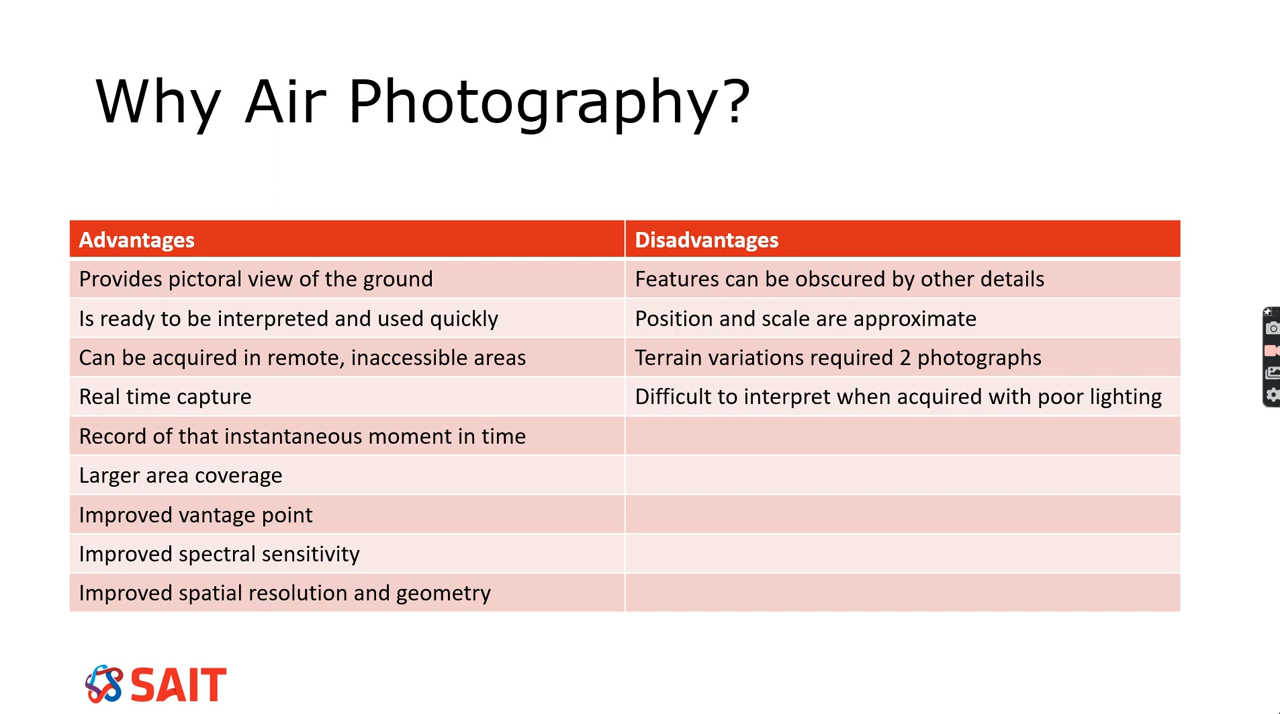 Why Air Photography?
Advantages Disadvantages
Provides pictoral view of the ground Features can be obscured by other details
Is ready to be interpreted and used quickly Position and scale are approximate
Can be acquired in remote, inaccessible areas Terrain variations required 2 photographs
Real time capture Difficult to interpret when acquired with poor lighting
Record of that instantaneous moment in time
Larger area coverage
Improved vantage point
Improved spectral sensitivity
Improved spatial resolution and geometry
SAIT